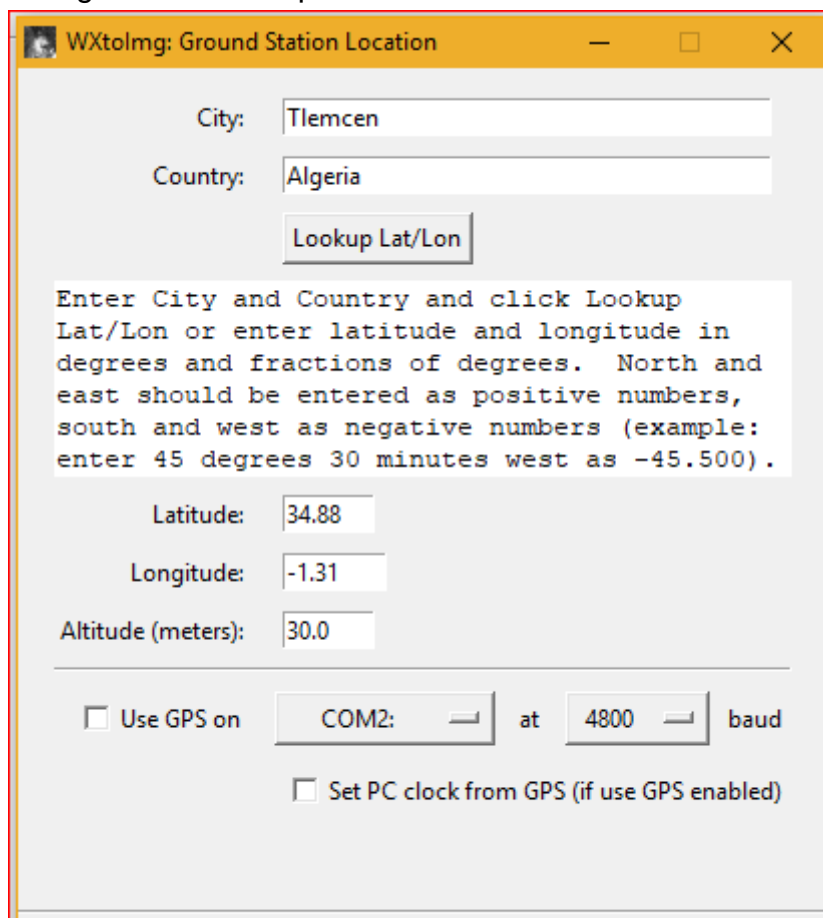 WXtoImg: Ground Station Location
City: Tlemcen
Country: Algeria
Lookup Lat/Lon
Enter City and Country and click Lookup
Lat/Lon or enter latitude and longitude in
degrees and fractions of degrees.  North and
east should be entered as positive numbers,
south and west as negative numbers (example:
enter 45 degrees 30 minutes west as -45.500).
Latitude: 34.88
Longitude: -1.31
Altitude (meters): 30.0
Use GPS on COM2: at 4800 baud
Set PC clock from GPS (if use GPS enabled)